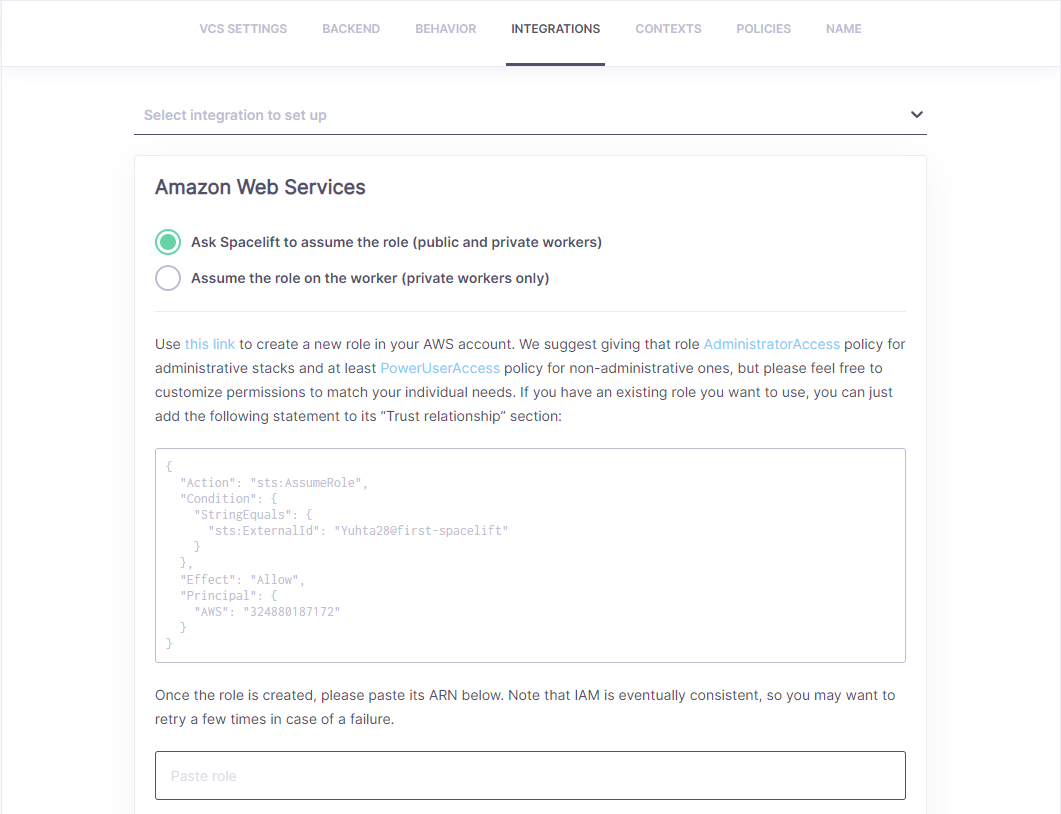 VCS SETTINGS BACKEND BEHAVIOR INTEGRATIONS CONTEXTS POLICIES NAME
Select integration to set up
Amazon Web Services
Ask Spacelift to assume the role (public and private workers)
Assume the role on the worker (private workers only)
Use this link to create a new role in your AWS account. We suggest giving that role AdministratorAccess policy for
administrative stacks and at least PowerUserAccess policy for non-administrative ones, but please feel free to
customize permissions to match your individual needs. If you have an existing role you want to use, you can just
add the following statement to its “Trust relationship” section:
{
  "Action": "sts:AssumeRole",
  "Condition": {
    "StringEquals": {
      "sts:ExternalId": "Yuhta28@first-spacelift"
    }
  },
  "Effect": "Allow",
  "Principal": {
    "AWS": "324880187172"
  }
}
Once the role is created, please paste its ARN below. Note that IAM is eventually consistent, so you may want to
retry a few times in case of a failure.
Paste role